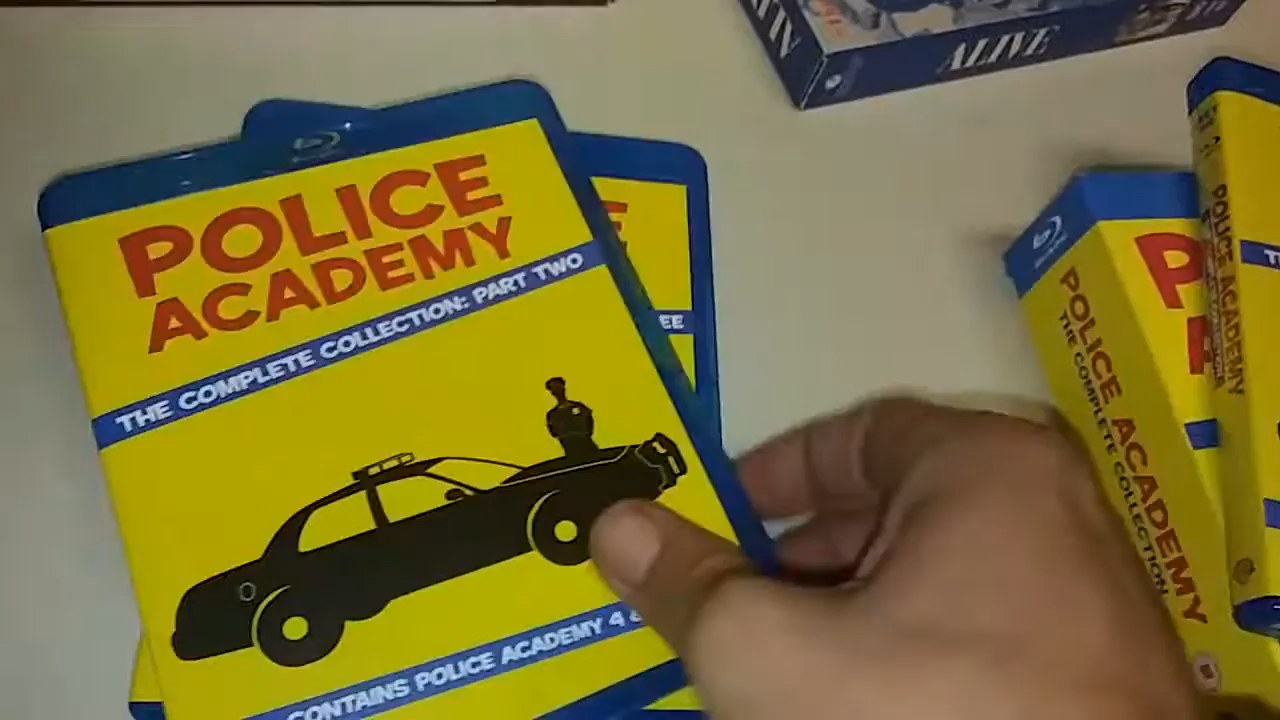 POLICE
ACADEMY
THE COMPLETE COLLECTION: PART TWO
CONTAINS POLICE ACADEMY 4
EE
ALIVE
POLICE ACADEMY
THE COMPLETE COLLECTION
POLICE ACADEMY